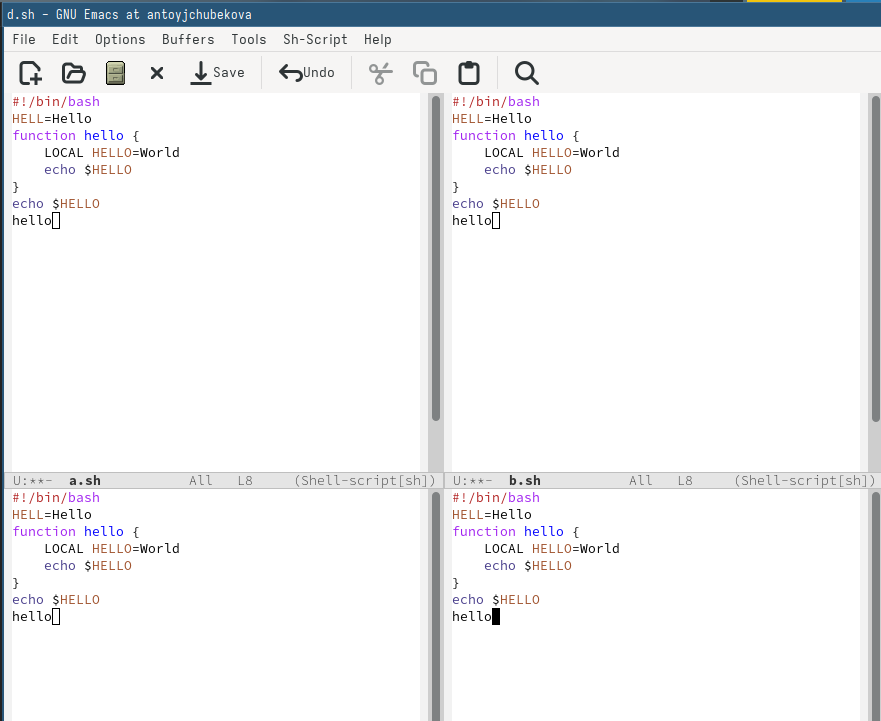 d.sh - GNU Emacs at antoyjchubekova
File Edit Options Buffers Tools Sh-Script Help
Save Undo
#!/bin/bash
HELL=Hello
function hello {
    LOCAL HELLO=World
    echo $HELLO
}
echo $HELLO
hello
U:**- a.sh All L8 (Shell-script[sh])
#!/bin/bash
HELL=Hello
function hello {
    LOCAL HELLO=World
    echo $HELLO
}
echo $HELLO
hello
U:**- b.sh All L8 (Shell-script[sh])
#!/bin/bash
HELL=Hello
function hello {
    LOCAL HELLO=World
    echo $HELLO
}
echo $HELLO
hello
#!/bin/bash
HELL=Hello
function hello {
    LOCAL HELLO=World
    echo $HELLO
}
echo $HELLO
hello